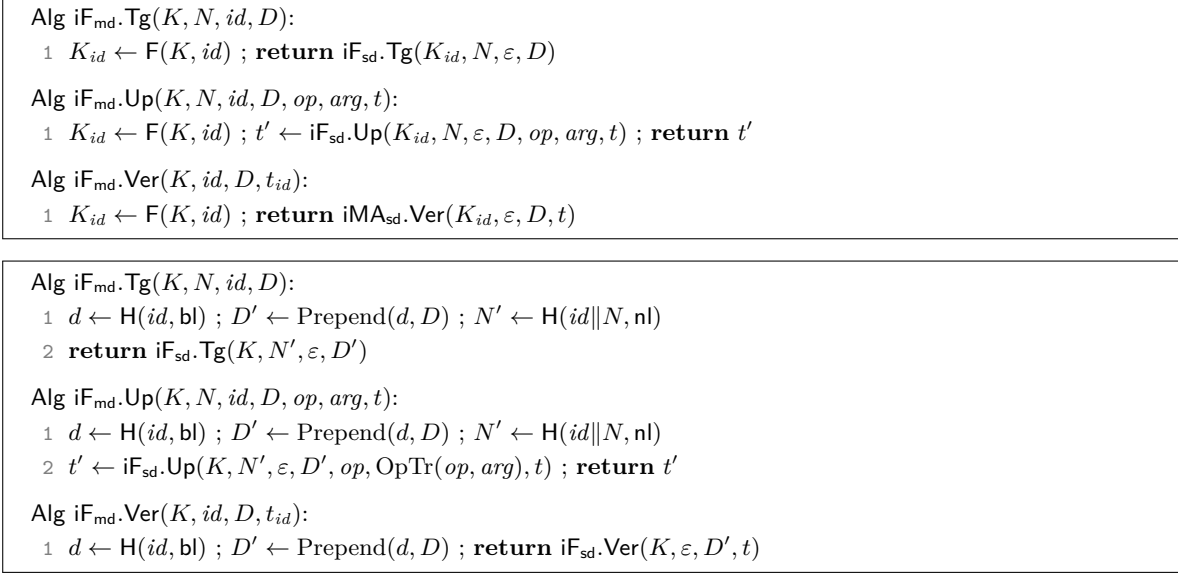 Alg iF_md.Tg(K, N, id, D):
1 K_id ← F(K, id) ; return iF_sd.Tg(K_id, N, ε, D)
Alg iF_md.Up(K, N, id, D, op, arg, t):
1 K_id ← F(K, id) ; t′ ← iF_sd.Up(K_id, N, ε, D, op, arg, t) ; return t′
Alg iF_md.Ver(K, id, D, t_id):
1 K_id ← F(K, id) ; return iMA_sd.Ver(K_id, ε, D, t)
Alg iF_md.Tg(K, N, id, D):
1 d ← H(id, bl) ; D′ ← Prepend(d, D) ; N′ ← H(id‖N, nl)
2 return iF_sd.Tg(K, N′, ε, D′)
Alg iF_md.Up(K, N, id, D, op, arg, t):
1 d ← H(id, bl) ; D′ ← Prepend(d, D) ; N′ ← H(id‖N, nl)
2 t′ ← iF_sd.Up(K, N′, ε, D′, op, OpTr(op, arg), t) ; return t′
Alg iF_md.Ver(K, id, D, t_id):
1 d ← H(id, bl) ; D′ ← Prepend(d, D) ; return iF_sd.Ver(K, ε, D′, t)